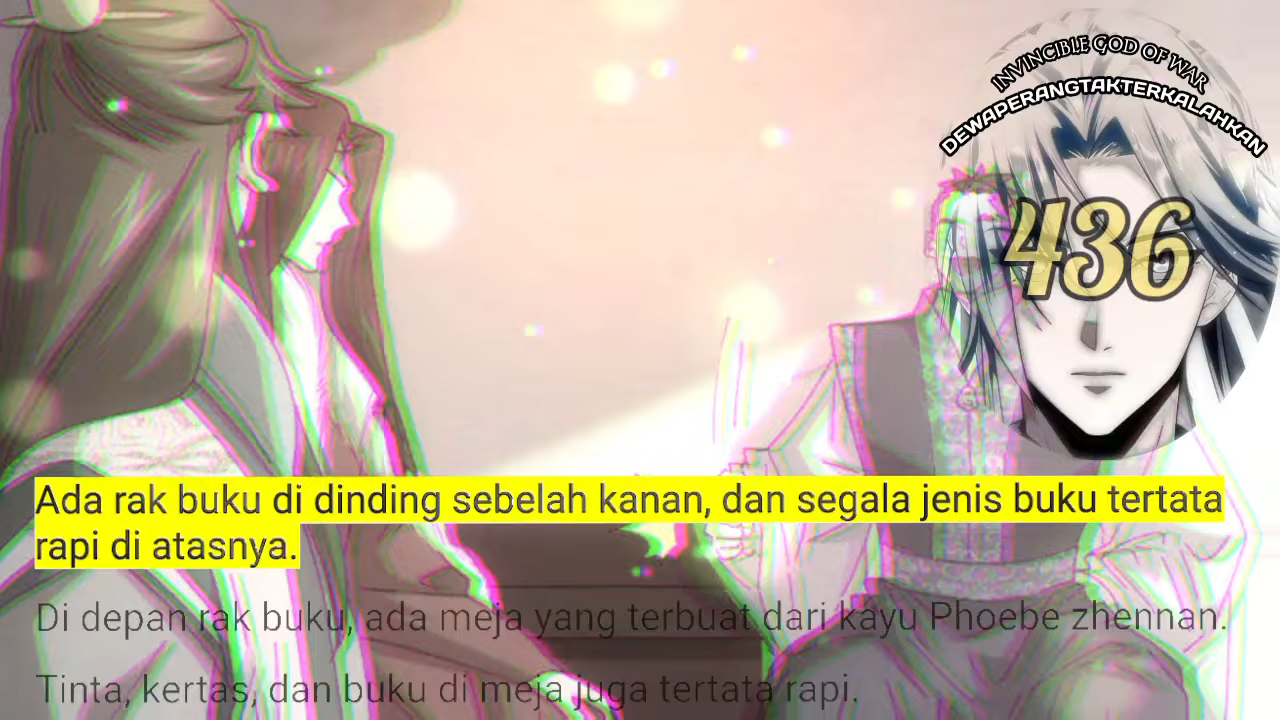 INVINCIBLE GOD OF WAR
DEWAPERANGTAKTERKALAHKAN
436
Ada rak buku di dinding sebelah kanan, dan segala jenis buku tertata
rapi di atasnya.
Di depan rak buku, ada meja yang terbuat dari kayu Phoebe zhennan.
Tinta, kertas, dan buku di meja juga tertata rapi.